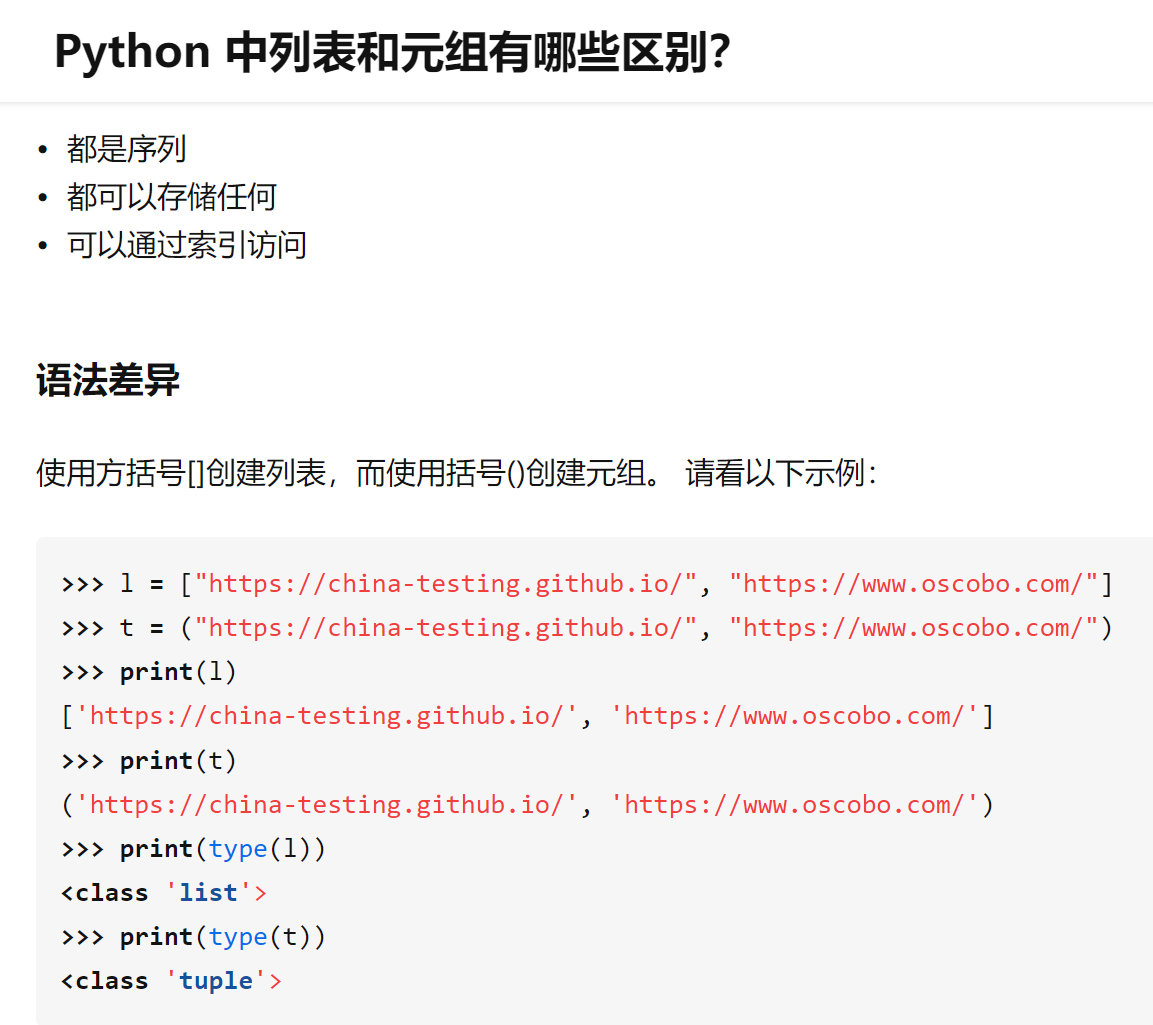 Python 中列表和元组有哪些区别?
• 都是序列
• 都可以存储任何
• 可以通过索引访问
语法差异
使用方括号[]创建列表，而使用括号()创建元组。 请看以下示例：
>>> l = ["https://china-testing.github.io/", "https://www.oscobo.com/"]
>>> t = ("https://china-testing.github.io/", "https://www.oscobo.com/")
>>> print(l)
['https://china-testing.github.io/', 'https://www.oscobo.com/']
>>> print(t)
('https://china-testing.github.io/', 'https://www.oscobo.com/')
>>> print(type(l))
<class 'list'>
>>> print(type(t))
<class 'tuple'>